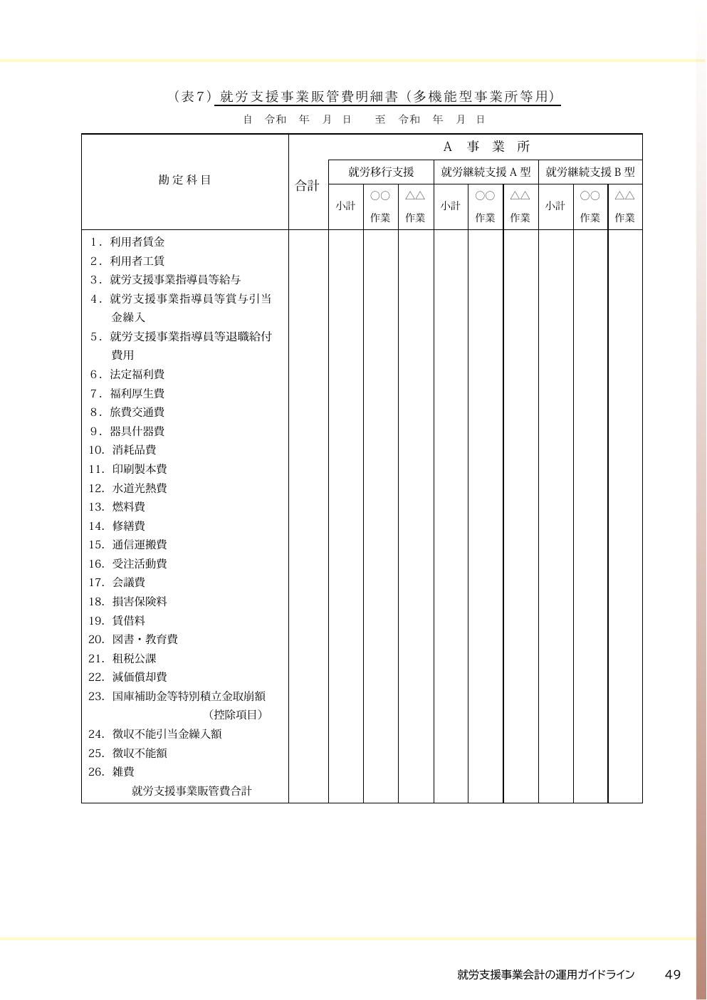 （表７）就労支援事業販管費明細書（多機能型事業所等用）
自　令和　年　月　日　　至　令和　年　月　日
勘定科目
合計
A　事　業　所
就労移行支援
就労継続支援 A 型
就労継続支援 B 型
小計
○○
作業
△△
作業
小計
○○
作業
△△
作業
小計
○○
作業
△△
作業
１．利用者賃金
２．利用者工賃
３．就労支援事業指導員等給与
４．就労支援事業指導員等賞与引当
金繰入
５．就労支援事業指導員等退職給付
費用
６．法定福利費
７．福利厚生費
８．旅費交通費
９．器具什器費
10．消耗品費
11．印刷製本費
12．水道光熱費
13．燃料費
14．修繕費
15．通信運搬費
16．受注活動費
17．会議費
18．損害保険料
19．賃借料
20．図書・教育費
21．租税公課
22．減価償却費
23．国庫補助金等特別積立金取崩額
（控除項目）
24．徴収不能引当金繰入額
25．徴収不能額
26．雑費
就労支援事業販管費合計
就労支援事業会計の運用ガイドライン　49